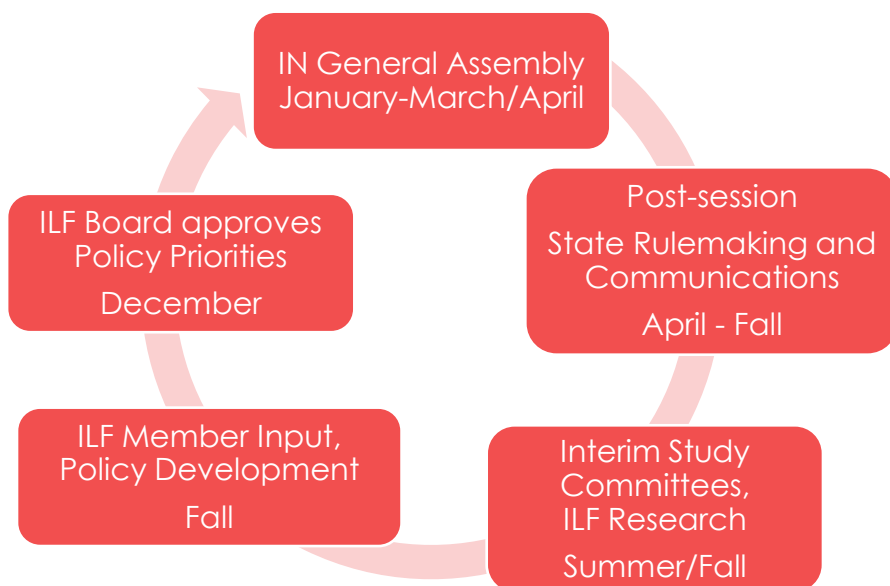 IN General Assembly
January-March/April
Post-session
State Rulemaking and
Communications
April - Fall
Interim Study
Committees,
ILF Research
Summer/Fall
ILF Member Input,
Policy Development
Fall
ILF Board approves
Policy Priorities
December